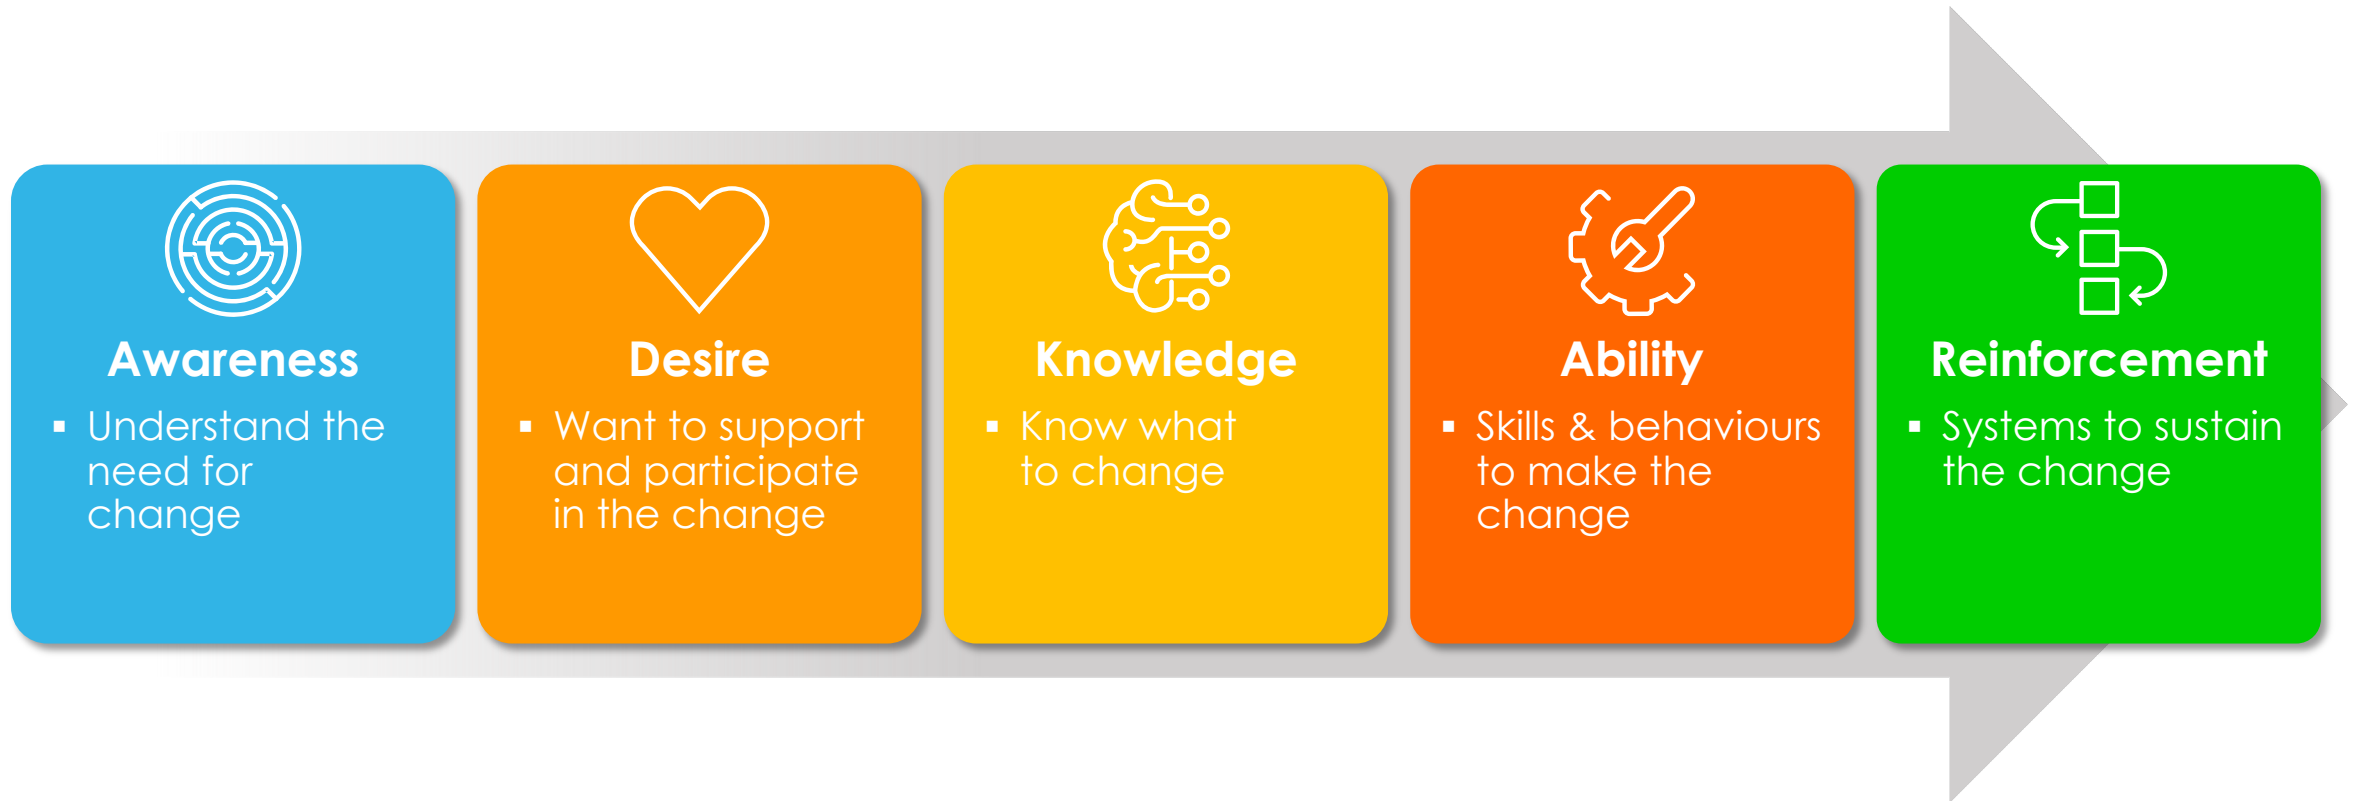 Awareness
▪ Understand the
need for
change
Desire
▪ Want to support
and participate
in the change
Knowledge
▪ Know what
to change
Ability
▪ Skills & behaviours
to make the
change
Reinforcement
▪ Systems to sustain
the change